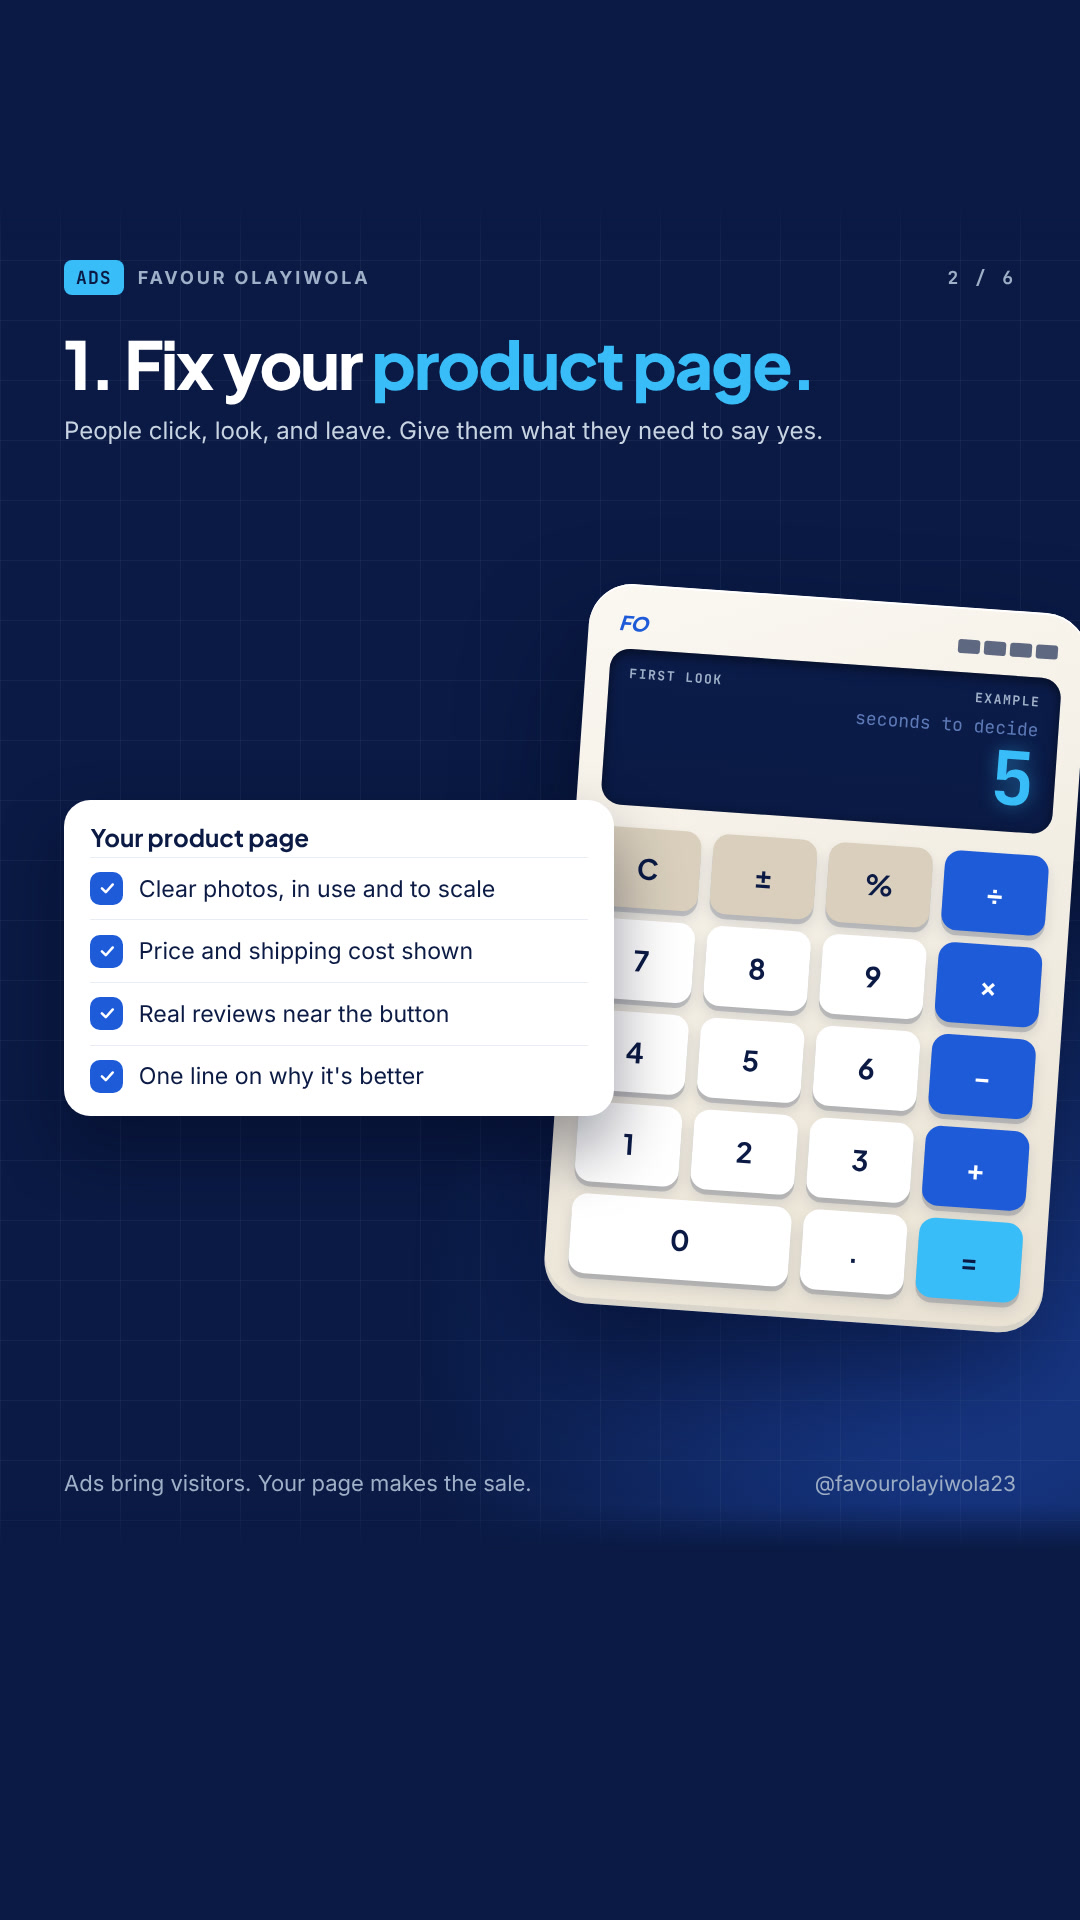 ADS FAVOUR OLAYIWOLA 2 / 6
1. Fix your product page.
People click, look, and leave. Give them what they need to say yes.
FO
FIRST LOOK
EXAMPLE
seconds to decide
5
Your product page
Clear photos, in use and to scale
Price and shipping cost shown
Real reviews near the button
One line on why it's better
C ± % ÷
7 8 9 ×
4 5 6 −
1 2 3 +
0 . =
Ads bring visitors. Your page makes the sale. @favourolayiwola23